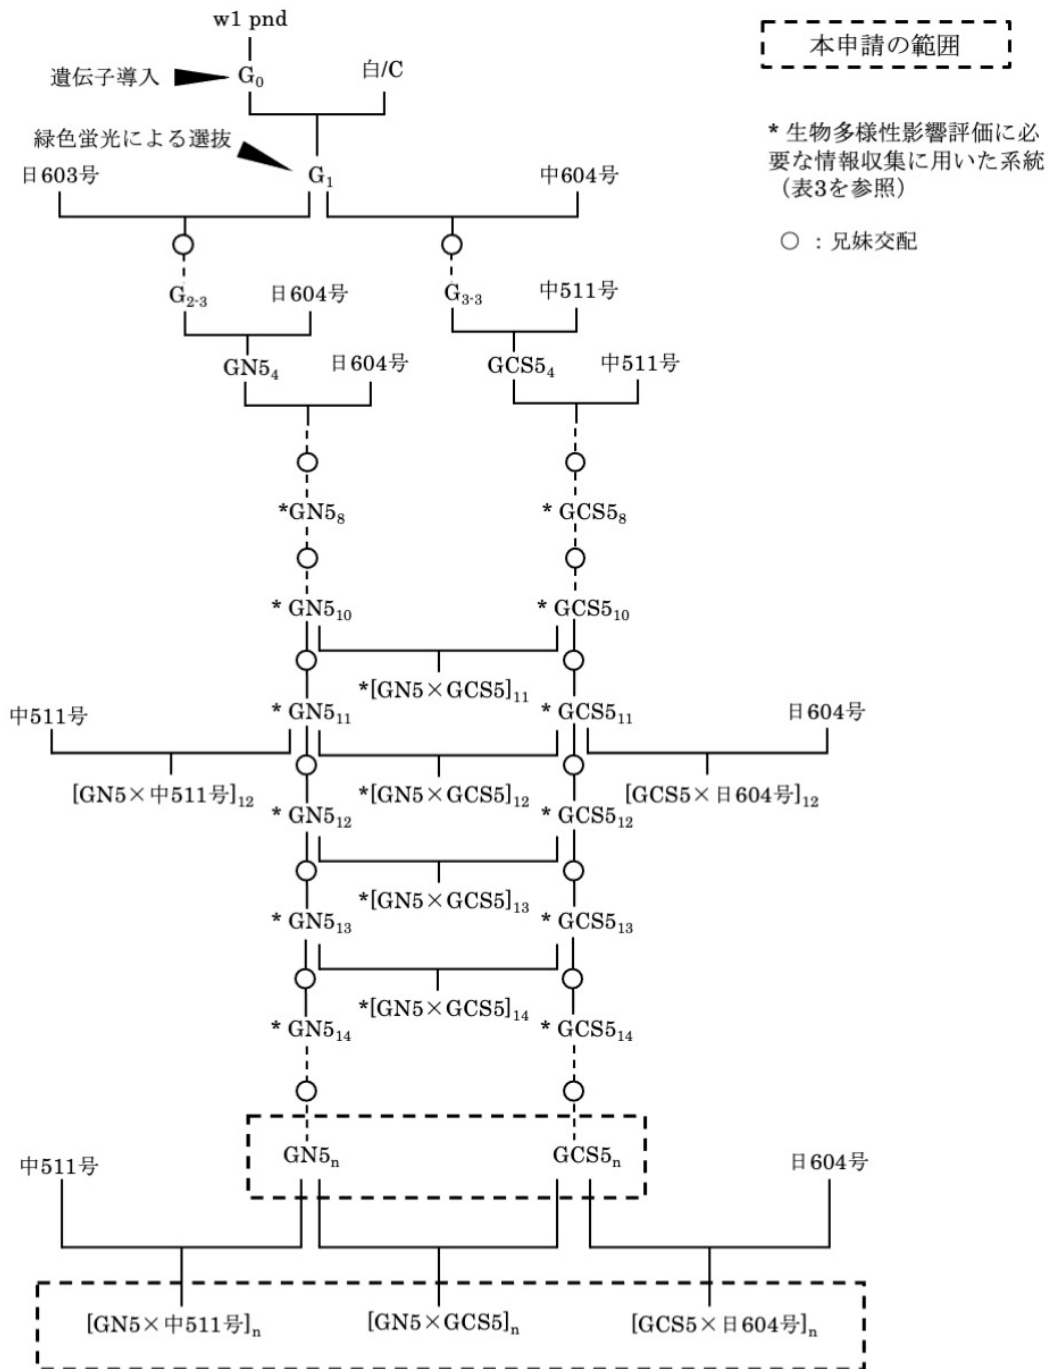 w1 pnd
本申請の範囲
遺伝子導入
G₀
白/C
緑色蛍光による選抜
* 生物多様性影響評価に必
要な情報収集に用いた系統
（表3を参照）
日603号
G₁
中604号
○ ：兄妹交配
G₂₋₃
日604号
G₃₋₃
中511号
GN5₄
日604号
GCS5₄
中511号
*GN5₈
* GCS5₈
* GN5₁₀
* GCS5₁₀
*[GN5×GCS5]₁₁
中511号
* GN5₁₁
* GCS5₁₁
日604号
[GN5×中511号]₁₂
*[GN5×GCS5]₁₂
[GCS5×日604号]₁₂
* GN5₁₂
* GCS5₁₂
*[GN5×GCS5]₁₃
* GN5₁₃
* GCS5₁₃
*[GN5×GCS5]₁₄
* GN5₁₄
* GCS5₁₄
中511号
GN5ₙ
GCS5ₙ
日604号
[GN5×中511号]ₙ
[GN5×GCS5]ₙ
[GCS5×日604号]ₙ